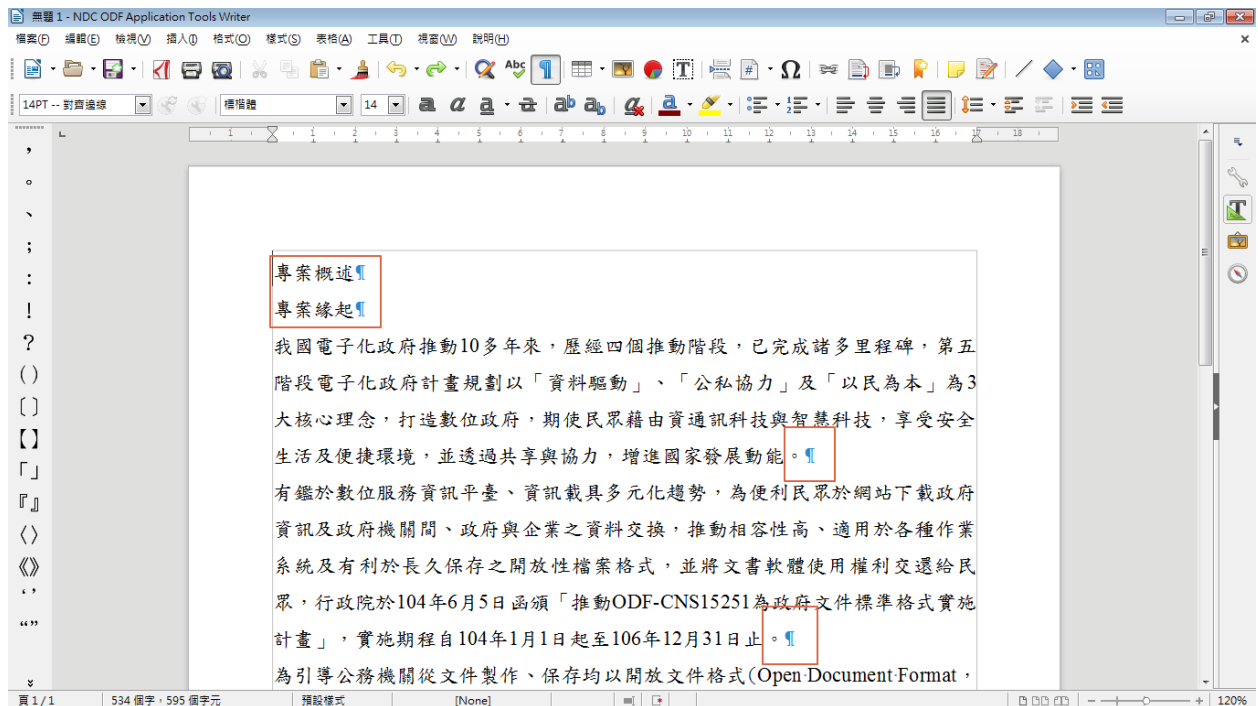 無題 1 - NDC ODF Application Tools Writer
檔案(F) 編輯(E) 檢視(V) 插入(I) 格式(O) 樣式(S) 表格(A) 工具(T) 視窗(W) 說明(H)
14PT -- 對齊邊線 標楷體 14
1 1 2 3 4 5 6 7 8 9 10 11 12 13 14 15 16 17 18
，
。
、
；
：
！
？
( )
〔 〕
【 】
「」
『』
〈 〉
《》
‘ ’
“ ”
專案概述¶
專案緣起¶
我國電子化政府推動10多年來，歷經四個推動階段，已完成諸多里程碑，第五
階段電子化政府計畫規劃以「資料驅動」、「公私協力」及「以民為本」為3
大核心理念，打造數位政府，期使民眾藉由資通訊科技與智慧科技，享受安全
生活及便捷環境，並透過共享與協力，增進國家發展動能。¶
有鑑於數位服務資訊平臺、資訊載具多元化趨勢，為便利民眾於網站下載政府
資訊及政府機關間、政府與企業之資料交換，推動相容性高、適用於各種作業
系統及有利於長久保存之開放性檔案格式，並將文書軟體使用權利交還給民
眾，行政院於104年6月5日函頒「推動ODF-CNS15251為政府文件標準格式實施
計畫」，實施期程自104年1月1日起至106年12月31日止。¶
為引導公務機關從文件製作、保存均以開放文件格式(Open·Document·Format，
頁 1 / 1 534 個字，595 個字元 預設樣式 [None] 120%